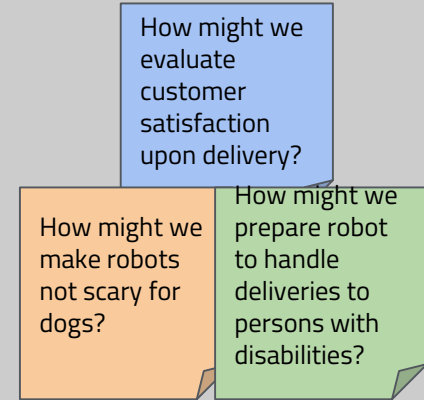 How might we
evaluate
customer
satisfaction
upon delivery?
How might we
make robots
not scary for
dogs?
How might we
prepare robot
to handle
deliveries to
persons with
disabilities?